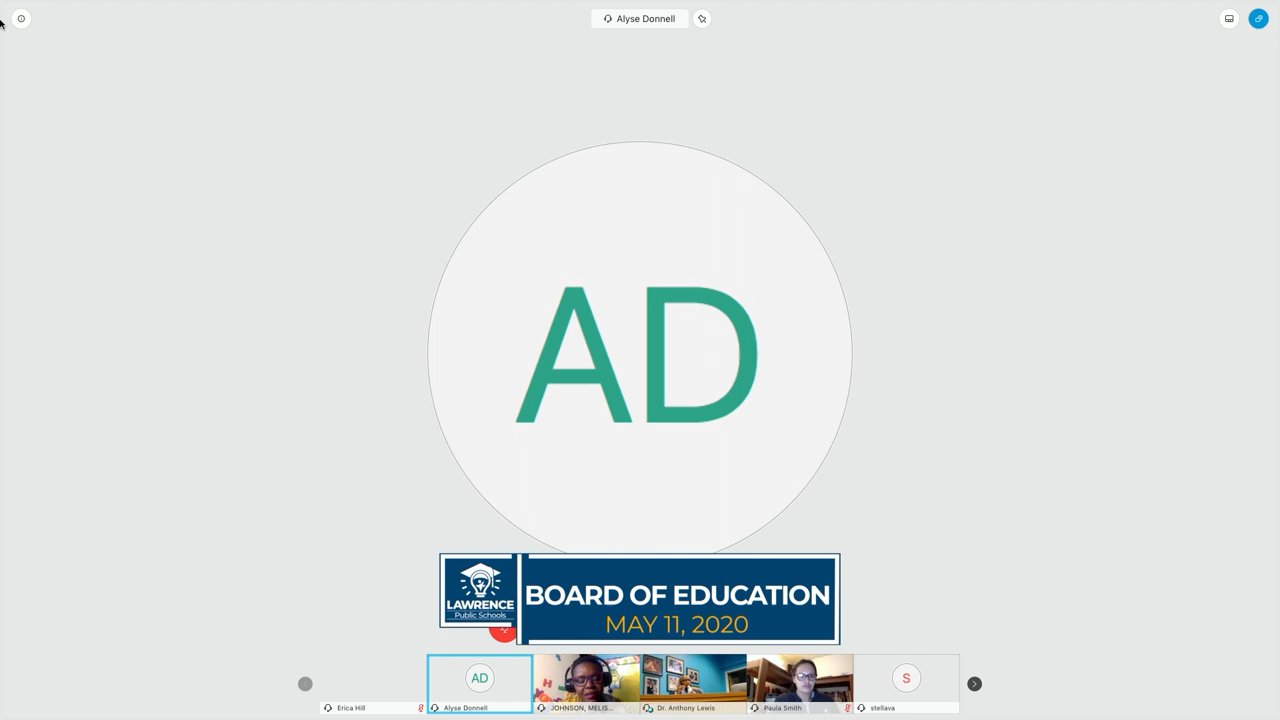 Alyse Donnell
AD
LAWRENCE
Public Schools
BOARD OF EDUCATION
MAY 11, 2020
AD
S
Erica Hill
Alyse Donnell
JOHNSON, MELIS...
Dr. Anthony Lewis
Paula Smith
stellava